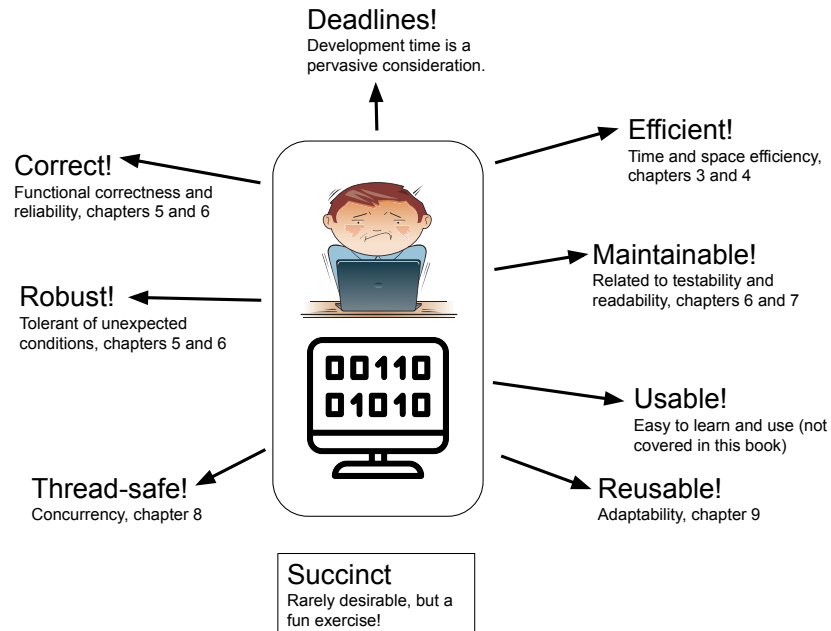 Deadlines!
Development time is a
pervasive consideration.
Efficient!
Time and space efficiency,
chapters 3 and 4
Correct!
Functional correctness and
reliability, chapters 5 and 6
Maintainable!
Related to testability and
readability, chapters 6 and 7
Robust!
Tolerant of unexpected
conditions, chapters 5 and 6
00110
01010
Usable!
Easy to learn and use (not
covered in this book)
Thread-safe!
Concurrency, chapter 8
Reusable!
Adaptability, chapter 9
Succinct
Rarely desirable, but a
fun exercise!